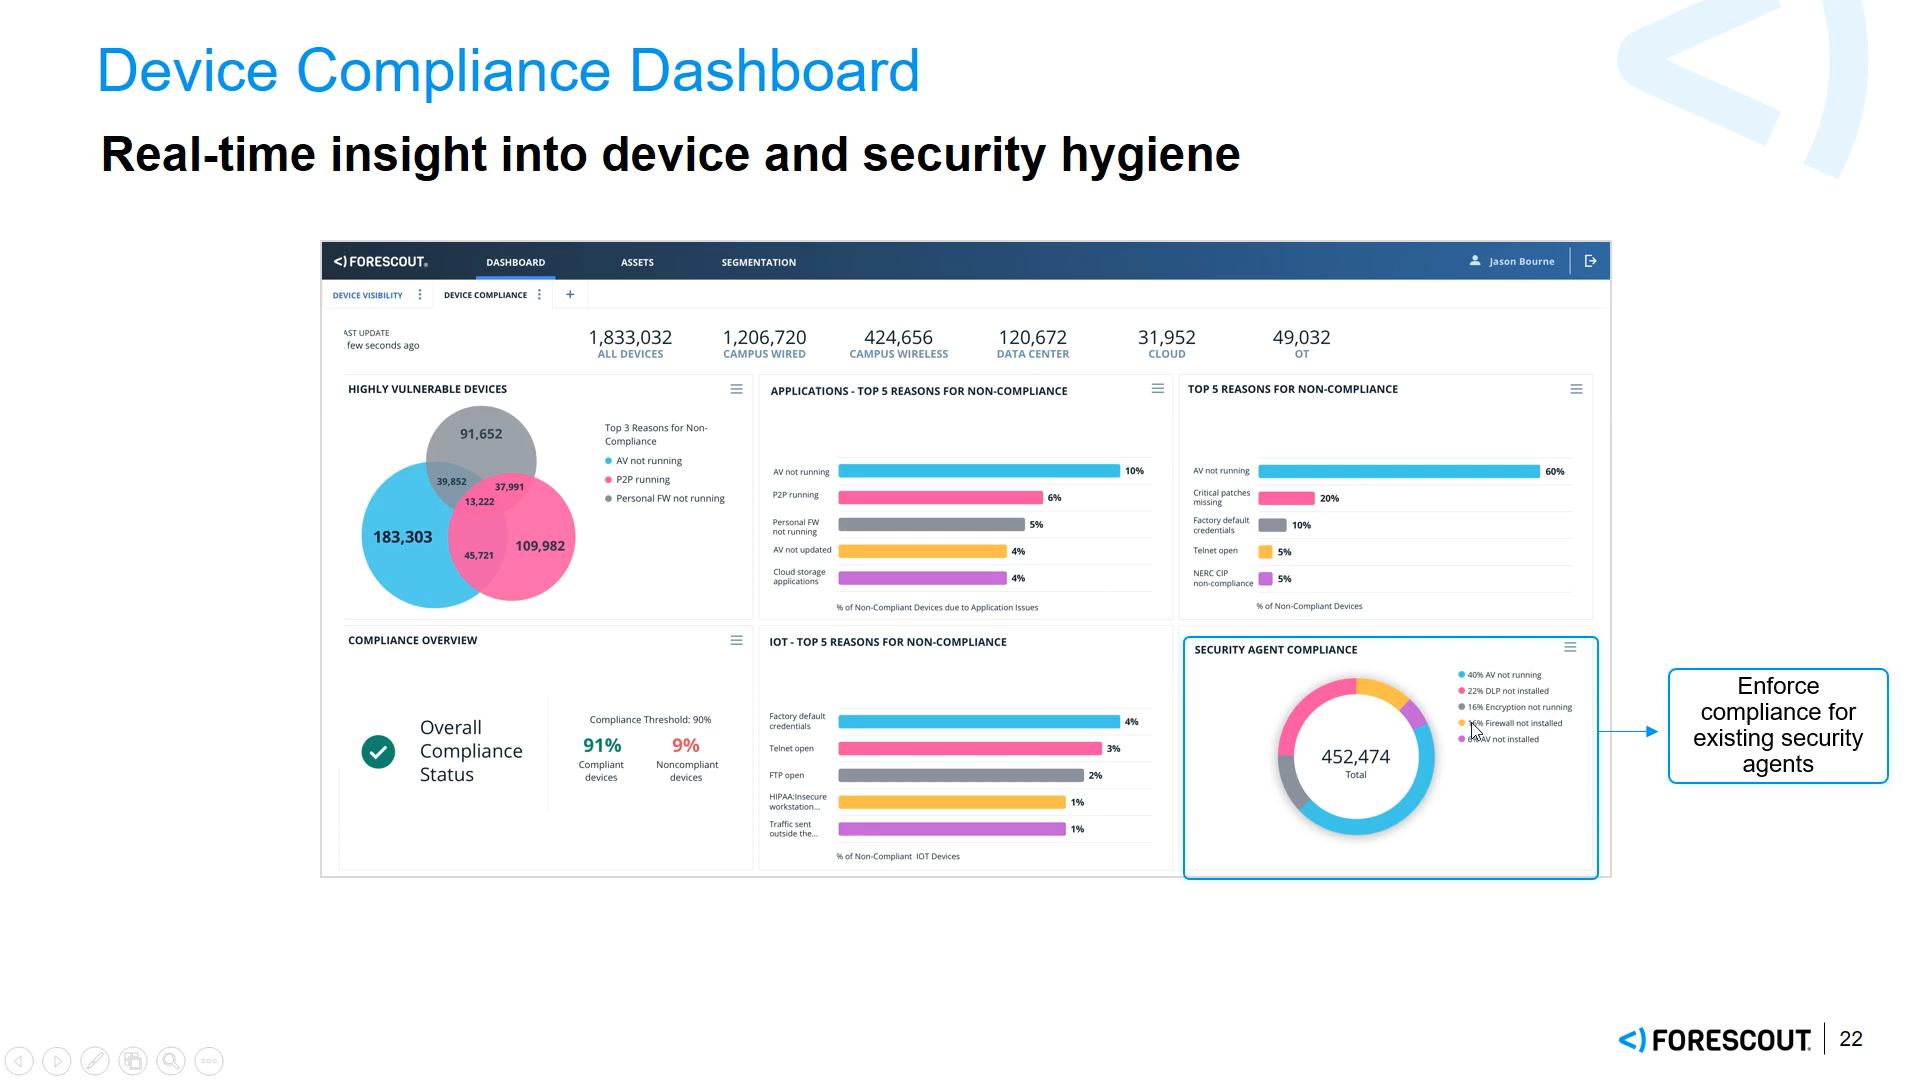 Device Compliance Dashboard
Real-time insight into device and security hygiene
<) FORESCOUT.
DASHBOARD
ASSETS
SEGMENTATION
Jason Bourne
DEVICE VISIBILITY
DEVICE COMPLIANCE
+
AST UPDATE
few seconds ago
1,833,032
ALL DEVICES
1,206,720
CAMPUS WIRED
424,656
CAMPUS WIRELESS
120,672
DATA CENTER
31,952
CLOUD
49,032
OT
HIGHLY VULNERABLE DEVICES
91,652
39,852
37,991
13,222
183,303
109,982
45,721
Top 3 Reasons for Non-
Compliance
AV not running
P2P running
Personal FW not running
APPLICATIONS - TOP 5 REASONS FOR NON-COMPLIANCE
AV not running
10%
P2P running
6%
Personal FW
not running
5%
AV not updated
4%
Cloud storage
applications
4%
% of Non-Compliant Devices due to Application Issues
TOP 5 REASONS FOR NON-COMPLIANCE
AV not running
60%
Critical patches
missing
20%
Factory default
credentials
10%
Telnet open
5%
NERC CIP
non-compliance
5%
% of Non-Compliant Devices
COMPLIANCE OVERVIEW
Overall
Compliance
Status
Compliance Threshold: 90%
91%
Compliant
devices
9%
Noncompliant
devices
IOT - TOP 5 REASONS FOR NON-COMPLIANCE
Factory default
credentials
4%
Telnet open
3%
FTP open
2%
HIPAA:Insecure
workstation...
1%
Traffic sent
outside the...
1%
% of Non-Compliant IOT Devices
SECURITY AGENT COMPLIANCE
452,474
Total
40% AV not running
22% DLP not installed
16% Encryption not running
Firewall not installed
AV not installed
Enforce
compliance for
existing security
agents
<) FORESCOUT.
22